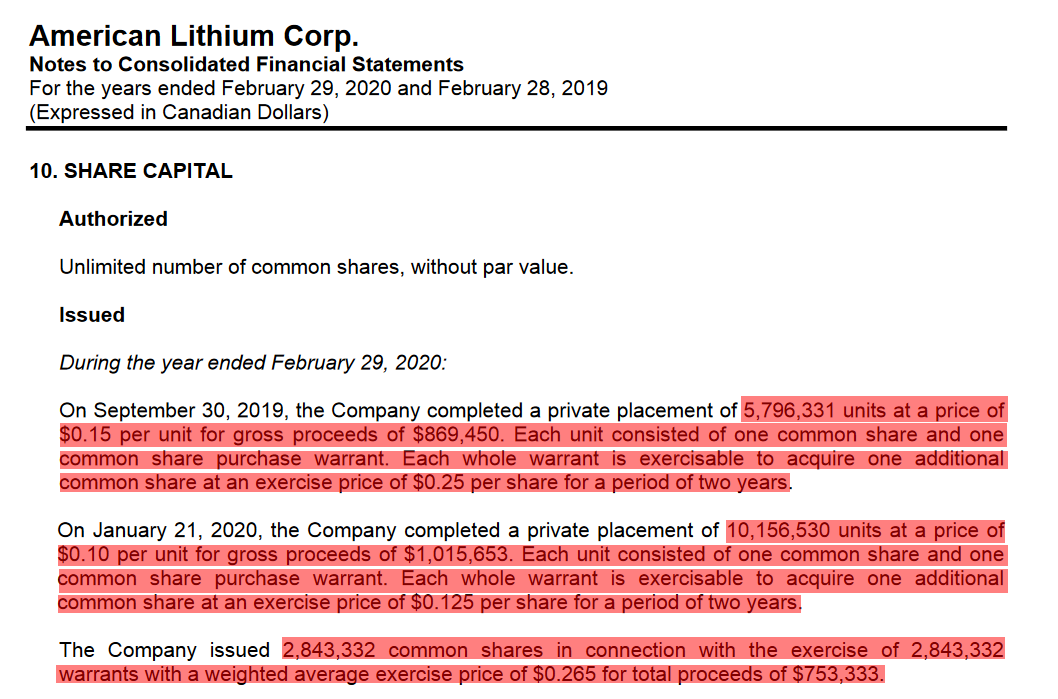 American Lithium Corp.
Notes to Consolidated Financial Statements
For the years ended February 29, 2020 and February 28, 2019
(Expressed in Canadian Dollars)
10. SHARE CAPITAL
Authorized
Unlimited number of common shares, without par value.
Issued
During the year ended February 29, 2020:
On September 30, 2019, the Company completed a private placement of 5,796,331 units at a price of
$0.15 per unit for gross proceeds of $869,450. Each unit consisted of one common share and one
common share purchase warrant. Each whole warrant is exercisable to acquire one additional
common share at an exercise price of $0.25 per share for a period of two years.
On January 21, 2020, the Company completed a private placement of 10,156,530 units at a price of
$0.10 per unit for gross proceeds of $1,015,653. Each unit consisted of one common share and one
common share purchase warrant. Each whole warrant is exercisable to acquire one additional
common share at an exercise price of $0.125 per share for a period of two years.
The Company issued 2,843,332 common shares in connection with the exercise of 2,843,332
warrants with a weighted average exercise price of $0.265 for total proceeds of $753,333.